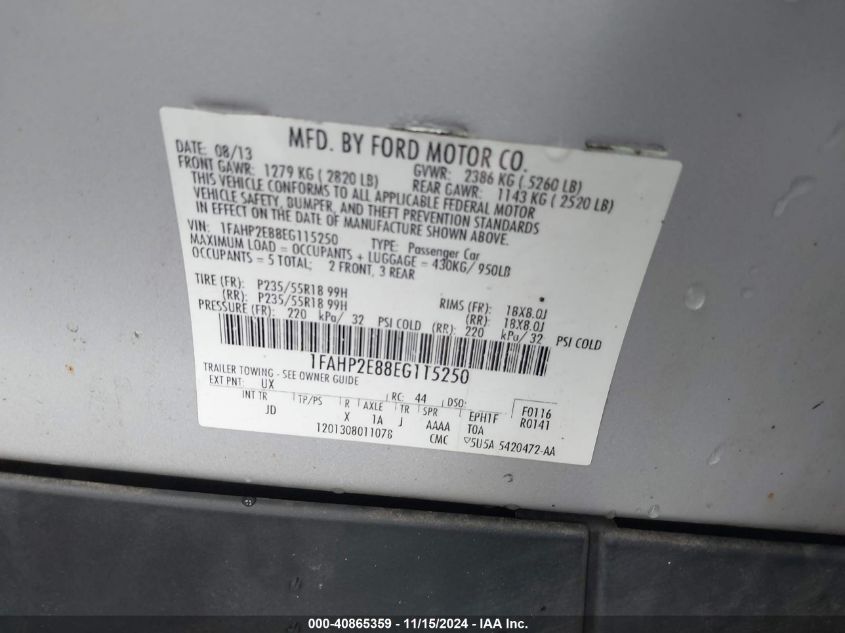 MFD. BY FORD MOTOR CO.
DATE: 08/13 GVWR: 2386 KG ( 5260 LB)
FRONT GAWR: 1279 KG ( 2820 LB) REAR GAWR: 1143 KG ( 2520 LB)
THIS VEHICLE CONFORMS TO ALL APPLICABLE FEDERAL MOTOR
VEHICLE SAFETY, BUMPER, AND THEFT PREVENTION STANDARDS
IN EFFECT ON THE DATE OF MANUFACTURE SHOWN ABOVE.
VIN: 1FAHP2E88EG115250 TYPE: Passenger Car
MAXIMUM LOAD = OCCUPANTS + LUGGAGE = 430KG/ 950LB
OCCUPANTS = 5 TOTAL; 2 FRONT, 3 REAR
TIRE (FR): P235/55R18 99H RIMS (FR): 18X8.0J
(RR): P235/55R18 99H (RR): 18X8.0J
PRESSURE (FR): 220 kPa/ 32 PSI COLD (RR): 220 kPa/ 32 PSI COLD
1FAHP2E88EG115250
TRAILER TOWING - SEE OWNER GUIDE
EXT PNT: UX RC: 44 DSO: F0116
R0141
INT TR TP/PS R AXLE TR SPR EPH1F
JD X 1A J AAAA T0A
1201308011076 CMC ▽5U5A 5420472-AA
000-40865359 - 11/15/2024 - IAAI Inc.